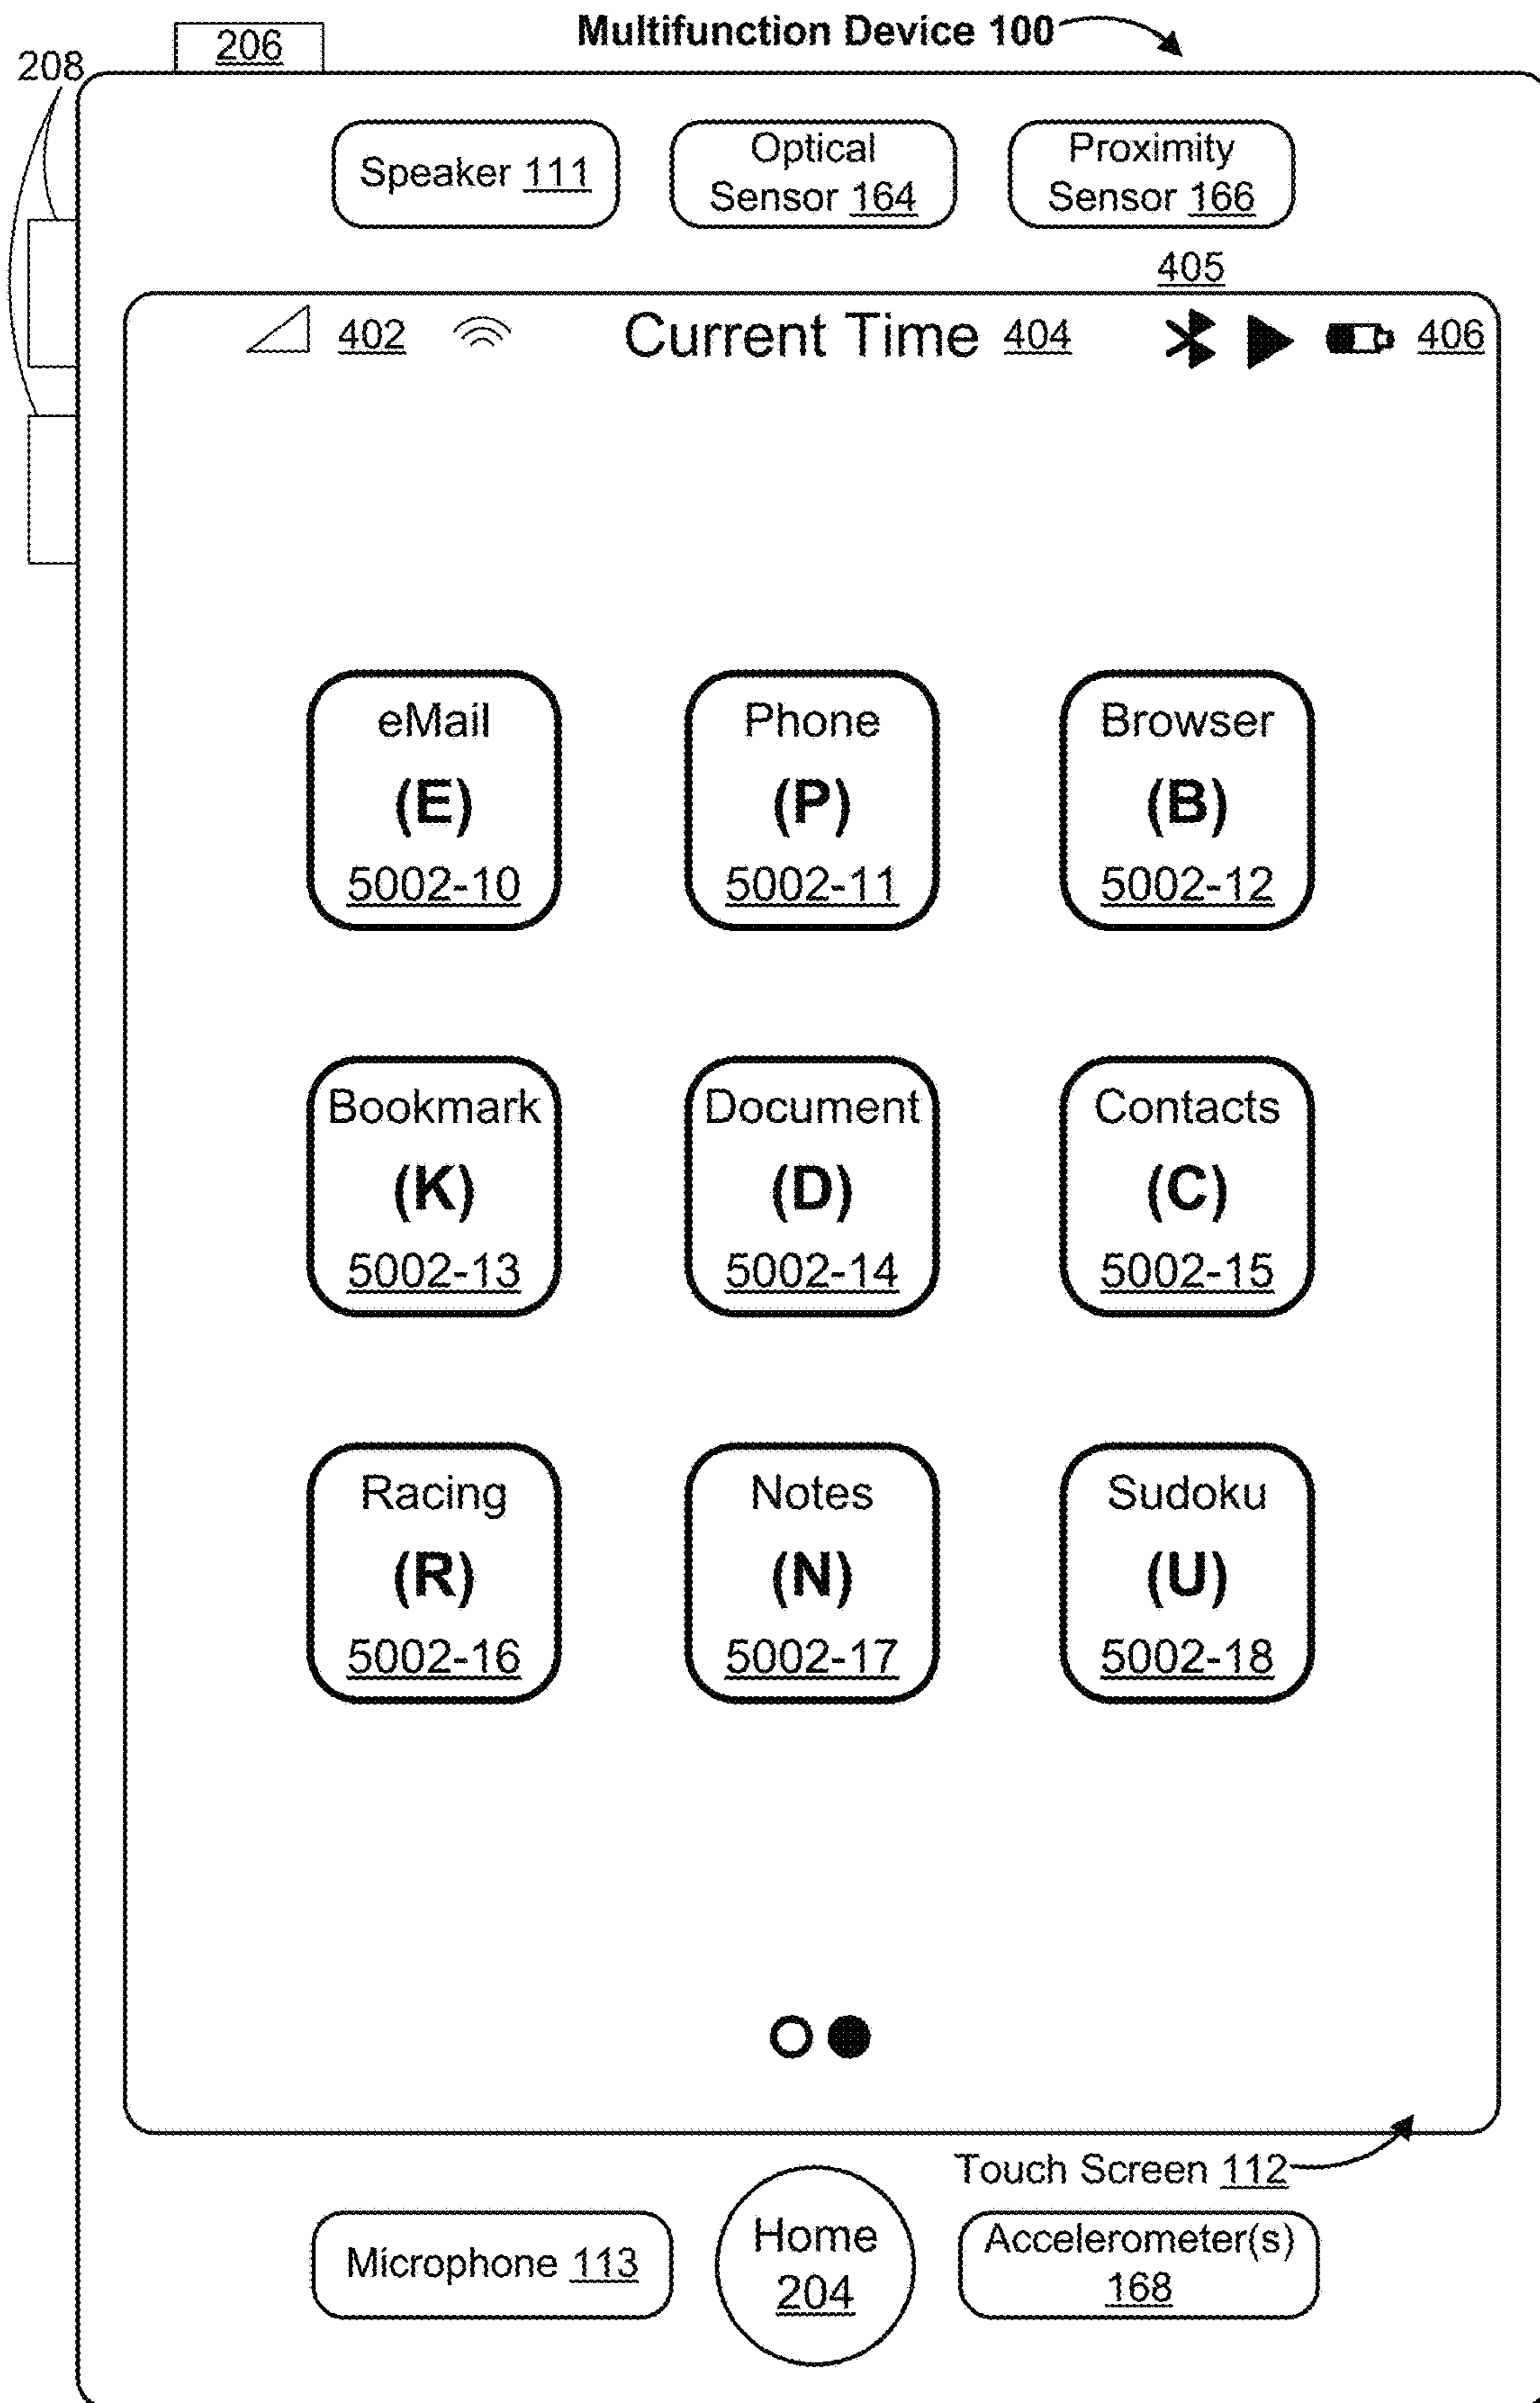 Multifunction Device 100
206
208
Speaker 111
Optical
Sensor 164
Proximity
Sensor 166
405
402
Current Time 404
406
eMail
(E)
5002-10
Phone
(P)
5002-11
Browser
(B)
5002-12
Bookmark
(K)
5002-13
Document
(D)
5002-14
Contacts
(C)
5002-15
Racing
(R)
5002-16
Notes
(N)
5002-17
Sudoku
(U)
5002-18
Touch Screen 112
Microphone 113
Home
204
Accelerometer(s)
168